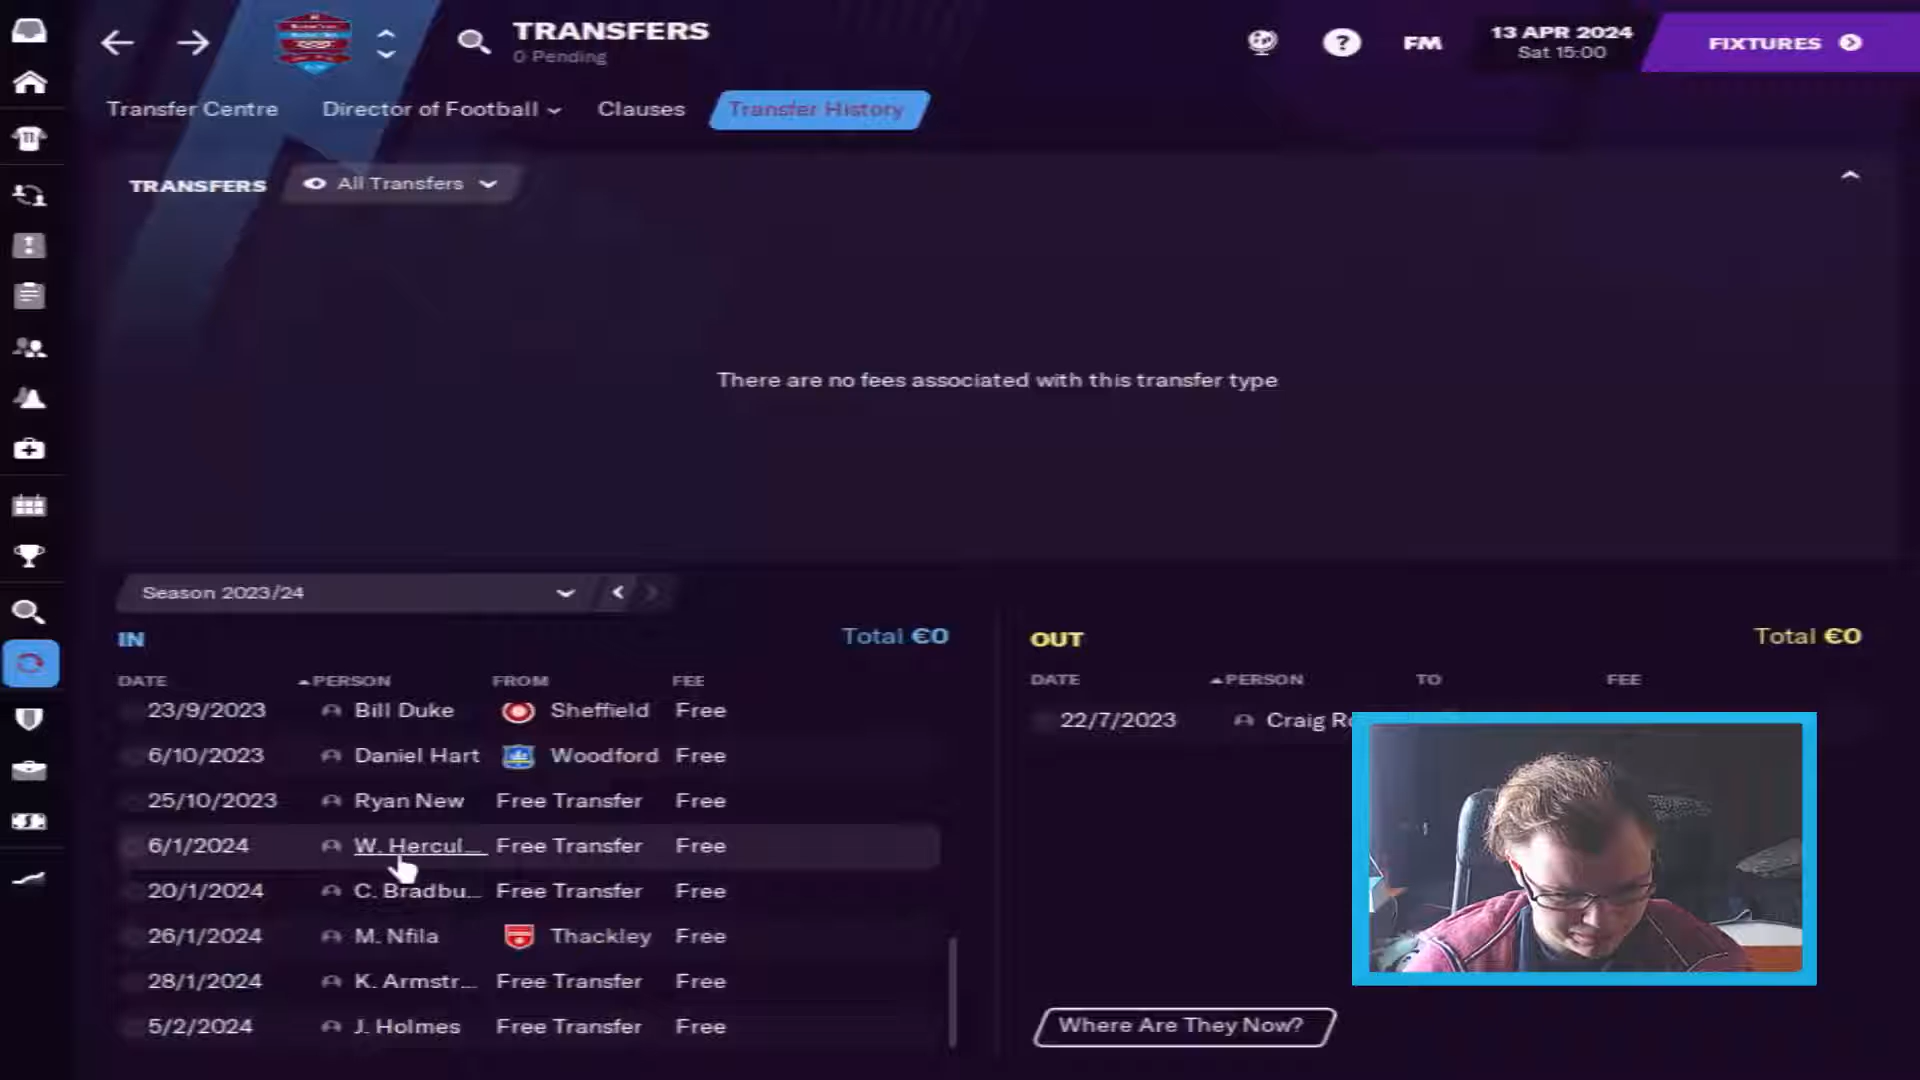 TRANSFERS
0 Pending
FM
13 APR 2024
Sat 15:00
FIXTURES
Transfer Centre
Director of Football
Clauses
Transfer History
TRANSFERS
All Transfers
There are no fees associated with this transfer type
Season 2023/24
IN
Total €0
DATE PERSON FROM FEE
23/9/2023 Bill Duke Sheffield Free
6/10/2023 Daniel Hart Woodford Free
25/10/2023 Ryan New Free Transfer Free
6/1/2024 W. Hercul... Free Transfer Free
20/1/2024 C. Bradbu... Free Transfer Free
26/1/2024 M. Nfila Thackley Free
28/1/2024 K. Armstr... Free Transfer Free
5/2/2024 J. Holmes Free Transfer Free
OUT
Total €0
DATE PERSON TO FEE
22/7/2023 Craig
Where Are They Now?